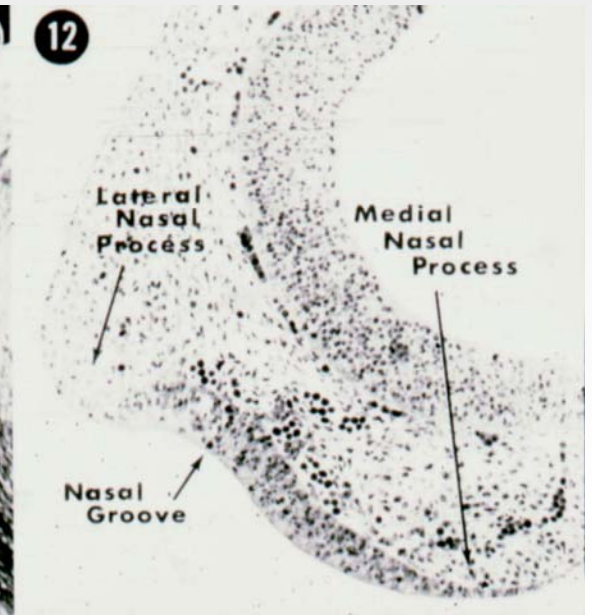 12
Lateral
Nasal
Process
Medial
Nasal
Process
Nasal
Groove